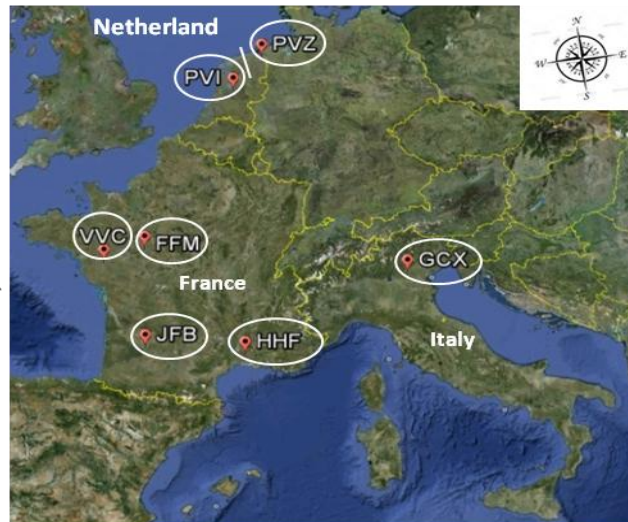 Netherland
PVZ
PVI
N
W E
S
VVC
FFM
GCX
France
JFB
HHF
Italy